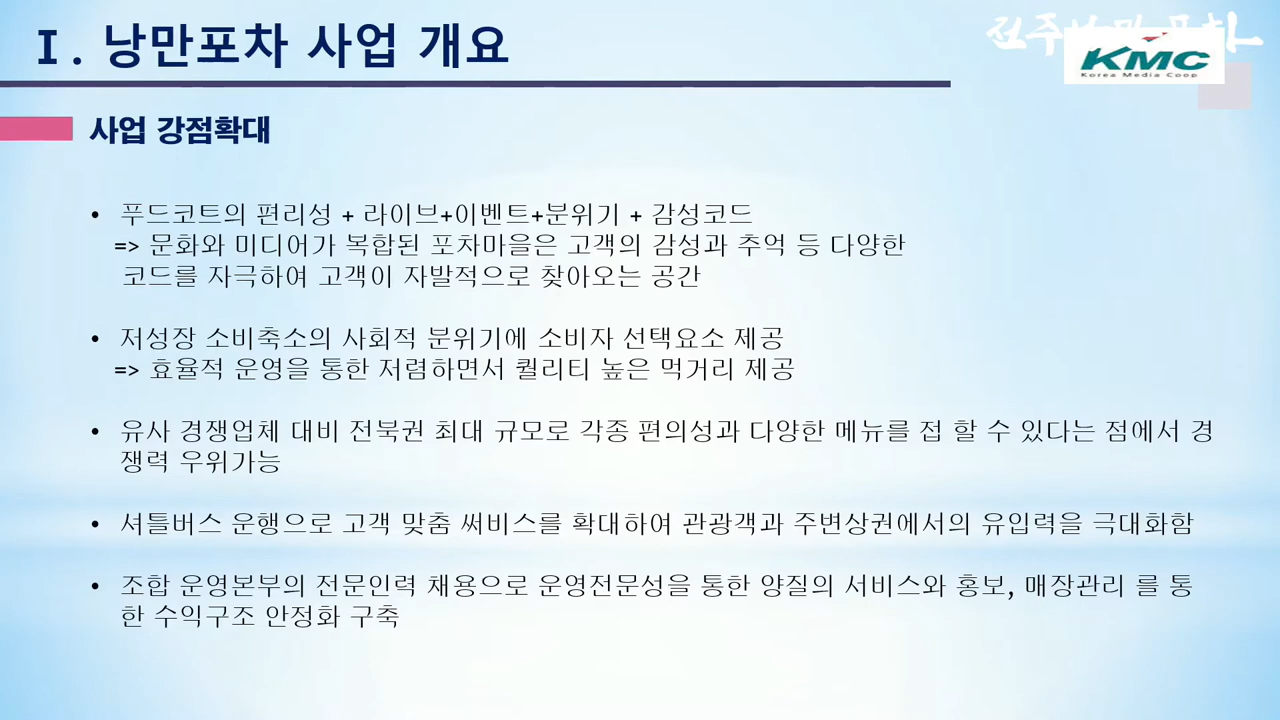 I. 낭만포차 사업 개요
전주
KMC
Korea Media Coop
사업 강점확대
• 푸드코트의 편리성 + 라이브+이벤트+분위기 + 감성코드
=> 문화와 미디어가 복합된 포차마을은 고객의 감성과 추억 등 다양한
코드를 자극하여 고객이 자발적으로 찾아오는 공간
• 저성장 소비축소의 사회적 분위기에 소비자 선택요소 제공
=> 효율적 운영을 통한 저렴하면서 퀄리티 높은 먹거리 제공
• 유사 경쟁업체 대비 전북권 최대 규모로 각종 편의성과 다양한 메뉴를 접 할 수 있다는 점에서 경
쟁력 우위가능
• 셔틀버스 운행으로 고객 맞춤 써비스를 확대하여 관광객과 주변상권에서의 유입력을 극대화함
• 조합 운영본부의 전문인력 채용으로 운영전문성을 통한 양질의 서비스와 홍보, 매장관리 를 통
한 수익구조 안정화 구축